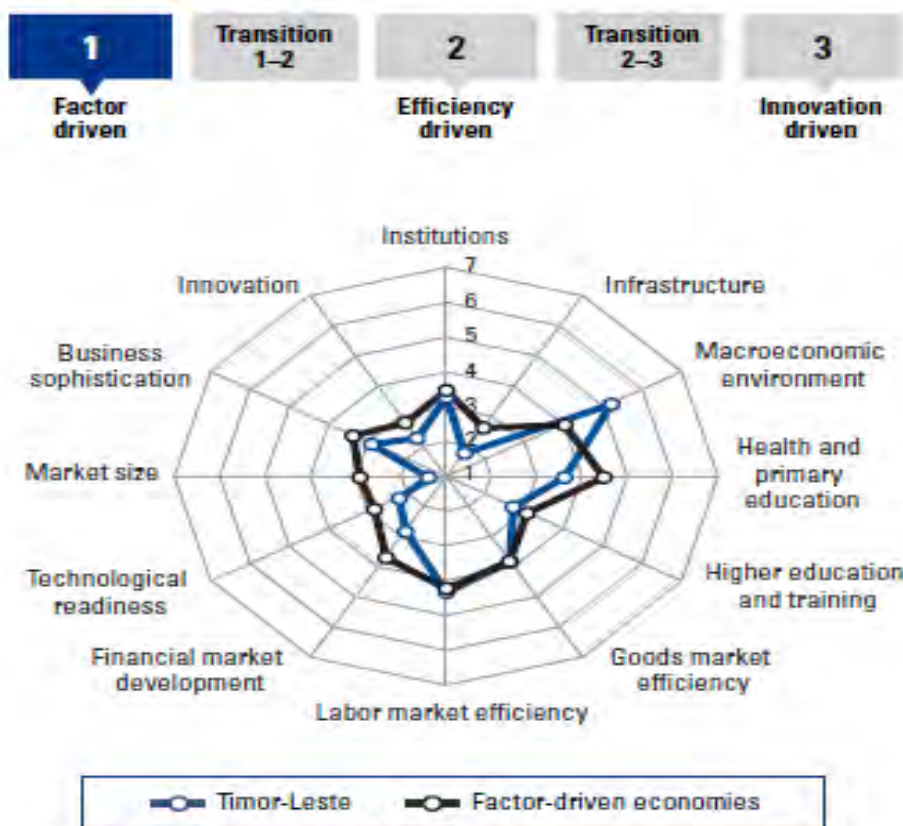 1
Transition
1–2
2
Transition
2–3
3
Factor
driven
Efficiency
driven
Innovation
driven
Institutions
7
6
5
4
3
2
1
Innovation
Infrastructure
Business
sophistication
Macroeconomic
environment
Market size
Health and
primary
education
Technological
readiness
Higher education
and training
Financial market
development
Goods market
efficiency
Labor market efficiency
Timor-Leste
Factor-driven economies